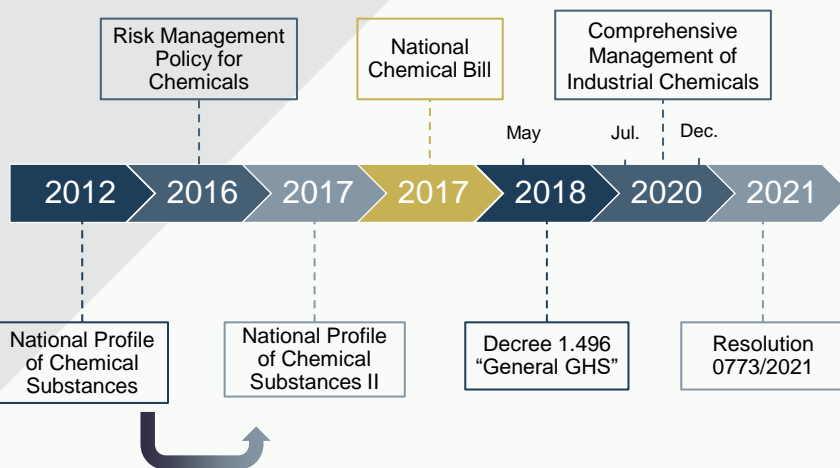 Risk Management
Policy for
Chemicals
National
Chemical Bill
Comprehensive
Management of
Industrial Chemicals
May
Jul.
Dec.
2012
2016
2017
2017
2018
2020
2021
National Profile
of Chemical
Substances
National Profile
of Chemical
Substances II
Decree 1.496
“General GHS”
Resolution
0773/2021